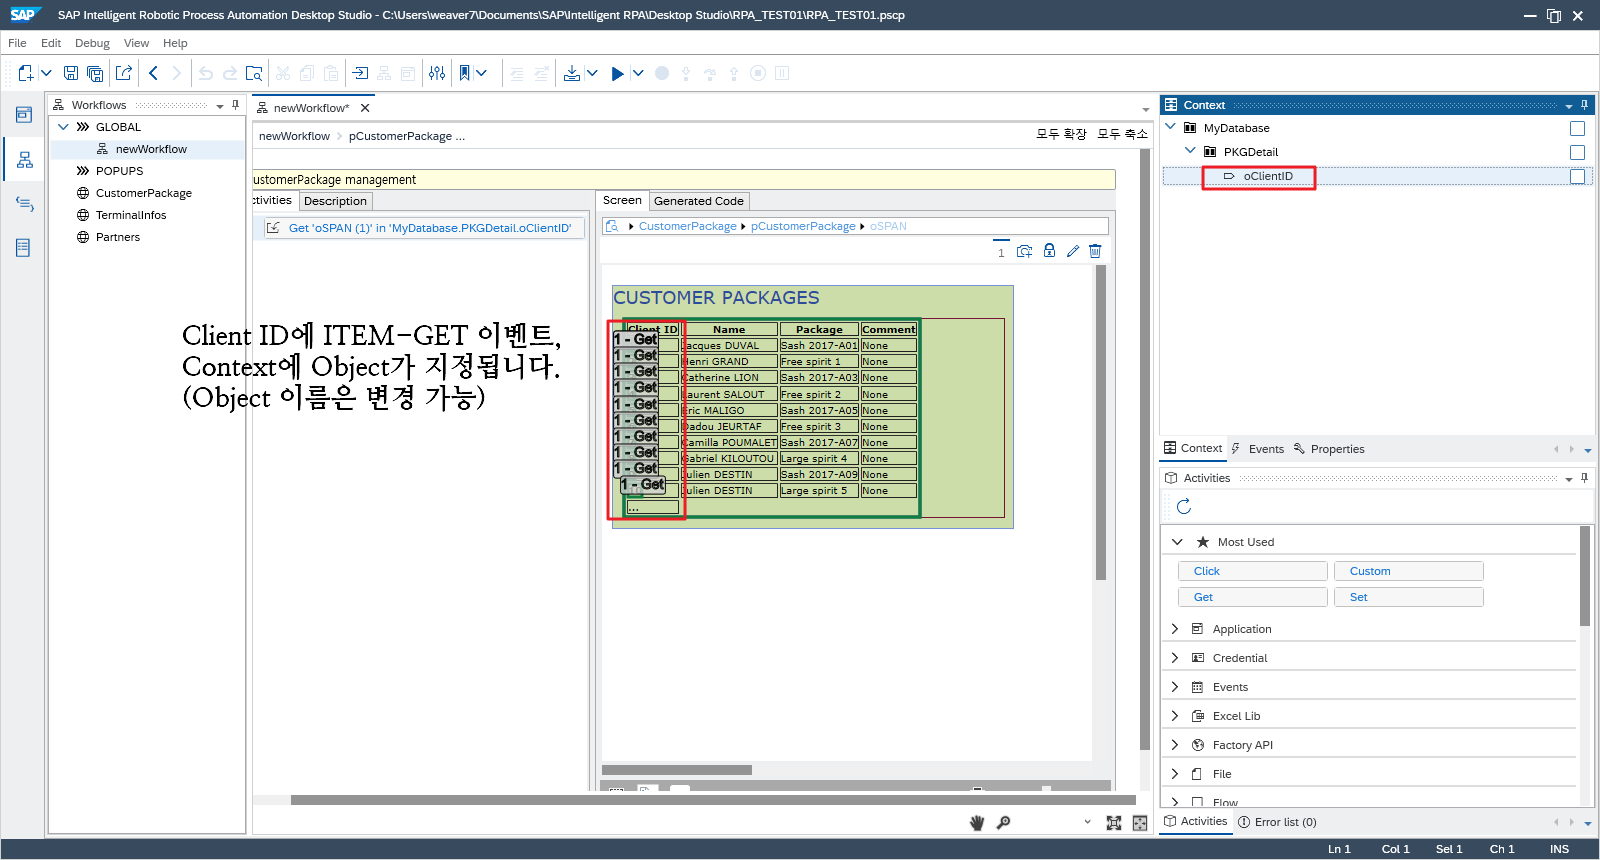 SAP
SAP Intelligent Robotic Process Automation Desktop Studio - C:\Users\weaver7\Documents\SAP\Intelligent RPA\Desktop Studio\RPA_TEST01\RPA_TEST01.pscp
File Edit Debug View Help
Workflows
GLOBAL
newWorkflow
POPUPS
CustomerPackage
TerminalInfos
Partners
newWorkflow*
newWorkflow > pCustomerPackage ...
모두 확장 모두 축소
ustomerPackage management
ctivities Description
Get 'oSPAN (1)' in 'MyDatabase.PKGDetail.oClientID'
Client ID에 ITEM-GET 이벤트,
Context에 Object가 지정됩니다.
(Object 이름은 변경 가능)
Screen Generated Code
CustomerPackage pCustomerPackage oSPAN
1
CUSTOMER PACKAGES
Client ID Name Package Comment
1 - Get Jacques DUVAL Sash 2017-A01 None
1 - Get Henri GRAND Free spirit 1 None
1 - Get Catherine LION Sash 2017-A03 None
1 - Get Laurent SALOUT Free spirit 2 None
1 - Get Eric MALIGO Sash 2017-A05 None
1 - Get Dadou JEURTAF Free spirit 3 None
1 - Get Camilla POUMALET Sash 2017-A07 None
1 - Get Gabriel KILOUTOU Large spirit 4 None
1 - Get Julien DESTIN Sash 2017-A09 None
1 - Get Julien DESTIN Large spirit 5 None
...
Context
MyDatabase
PKGDetail
oClientID
Context Events Properties
Activities
Most Used
Click Custom
Get Set
Application
Credential
Events
Excel Lib
Factory API
File
Flow
Activities Error list (0)
Ln 1 Col 1 Sel 1 Ch 1 INS